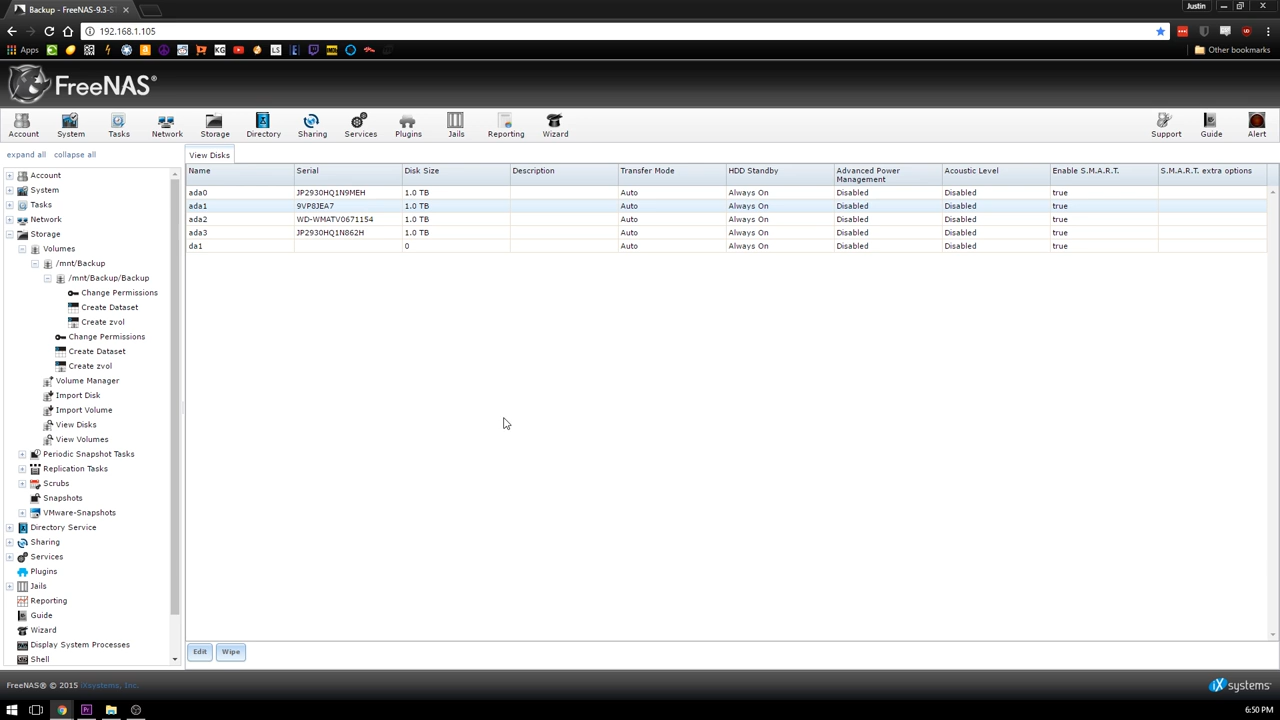 Backup - FreeNAS-9.3-S
Justin
192.168.1.105
Apps
Other bookmarks
FreeNAS®
Account System Tasks Network Storage Directory Sharing Services Plugins Jails Reporting Wizard Support Guide Alert
expand all collapse all
View Disks
Name Serial Disk Size Description Transfer Mode HDD Standby Advanced Power Management Acoustic Level Enable S.M.A.R.T. S.M.A.R.T. extra options
ada0 JP2930HQ1N9MEH 1.0 TB Auto Always On Disabled Disabled true
ada1 9VP8JEA7 1.0 TB Auto Always On Disabled Disabled true
ada2 WD-WMATV0671154 1.0 TB Auto Always On Disabled Disabled true
ada3 JP2930HQ1N862H 1.0 TB Auto Always On Disabled Disabled true
da1 0 Auto Always On Disabled Disabled true
Account
System
Tasks
Network
Storage
Volumes
/mnt/Backup
/mnt/Backup/Backup
Change Permissions
Create Dataset
Create zvol
Change Permissions
Create Dataset
Create zvol
Volume Manager
Import Disk
Import Volume
View Disks
View Volumes
Periodic Snapshot Tasks
Replication Tasks
Scrubs
Snapshots
VMware-Snapshots
Directory Service
Sharing
Services
Plugins
Jails
Reporting
Guide
Wizard
Display System Processes
Shell
Edit Wipe
FreeNAS® © 2015 iXsystems, Inc.
iX systems
6:50 PM